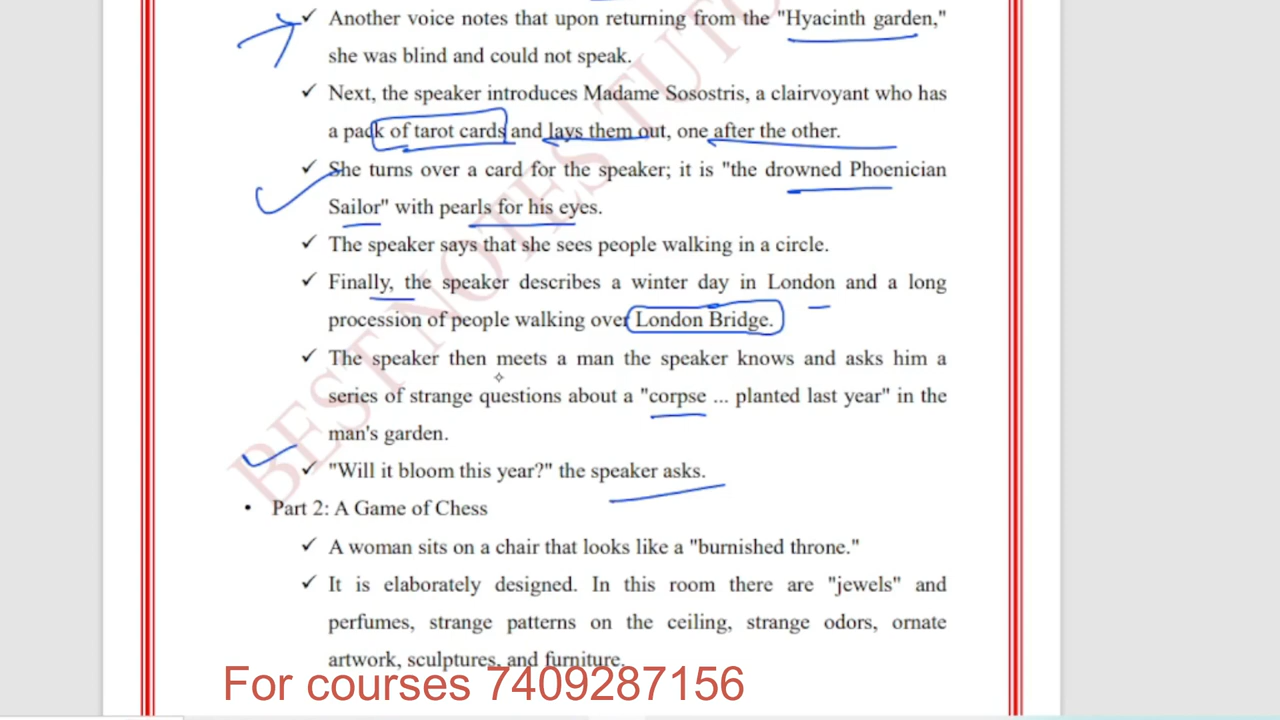 ✓ Another voice notes that upon returning from the "Hyacinth garden,"
she was blind and could not speak.
✓ Next, the speaker introduces Madame Sosostris, a clairvoyant who has
a pack of tarot cards and lays them out, one after the other.
✓ She turns over a card for the speaker; it is "the drowned Phoenician
Sailor" with pearls for his eyes.
✓ The speaker says that she sees people walking in a circle.
✓ Finally, the speaker describes a winter day in London and a long
procession of people walking over London Bridge.
✓ The speaker then meets a man the speaker knows and asks him a
series of strange questions about a "corpse ... planted last year" in the
man's garden.
✓ "Will it bloom this year?" the speaker asks.
• Part 2: A Game of Chess
✓ A woman sits on a chair that looks like a "burnished throne."
✓ It is elaborately designed. In this room there are "jewels" and
perfumes, strange patterns on the ceiling, strange odors, ornate
artwork, sculptures, and furniture.
For courses 7409287156
BEST NOTES TUTO